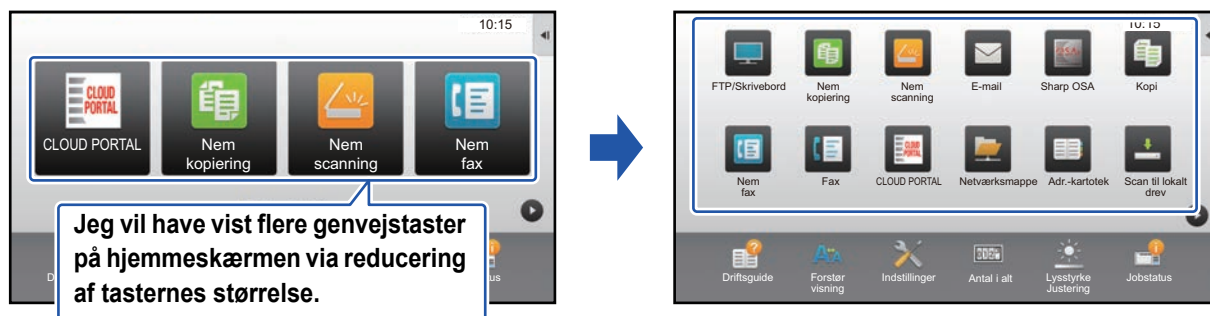 10:15
CLOUD
PORTAL
CLOUD PORTAL
Nem
kopiering
Nem
scanning
Nem
fax
Jeg vil have vist flere genvejstaster
på hjemmeskærmen via reducering
af tasternes størrelse.
10:15
FTP/Skrivebord
Nem
kopiering
Nem
scanning
E-mail
Sharp OSA
Kopi
Nem
fax
Fax
CLOUD PORTAL
Netværksmappe
Adr.-kartotek
Scan til lokalt
drev
Driftsguide
Forstør
visning
Indstillinger
Antal i alt
Lysstyrke
Justering
Jobstatus